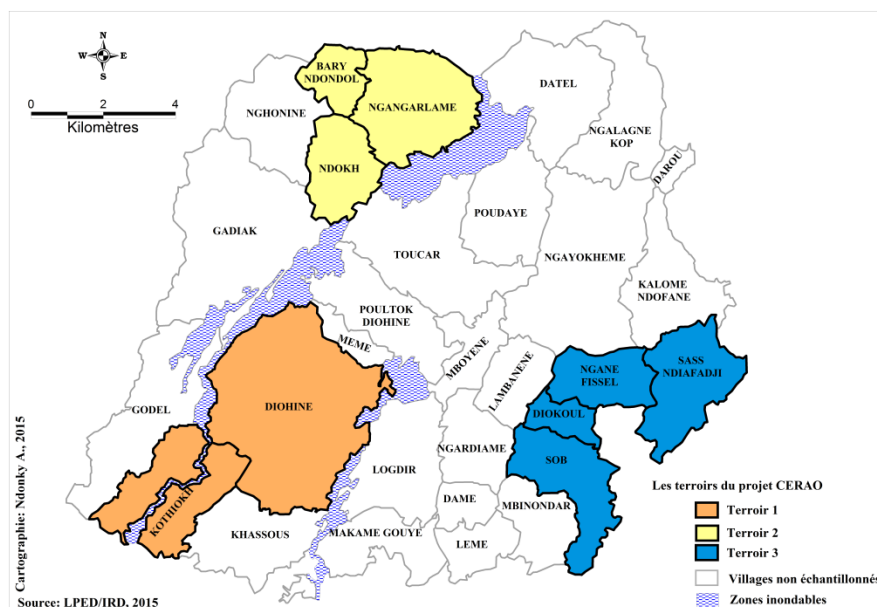 N
W E
S
0 2 4
Kilomètres
BARY
NDONDOL
NGANGARLAME
NGHONINE
DATEL
NGALAGNE
KOP
DAROU
NDOKH
POUDAYE
GADIAK
TOUCAR
NGAYOKHEME
KALOME
NDOFANE
POULTOK
DIOHINE
MEME
MBOYENE
LAMBANENE
NGANE
FISSEL
SASS
NDIAFADJI
GODEL
DIOHINE
DIOKOUL
NGARDIAME
SOB
LOGDIR
KOTHIOKH
DAME
MBINONDAR
KHASSOUS
MAKAME GOUYE
LEME
Les terroirs du projet CERAO
Terroir 1
Terroir 2
Terroir 3
Villages non échantillonnés
Zones inondables
Cartographie: Ndonky A., 2015
Source: LPED/IRD, 2015